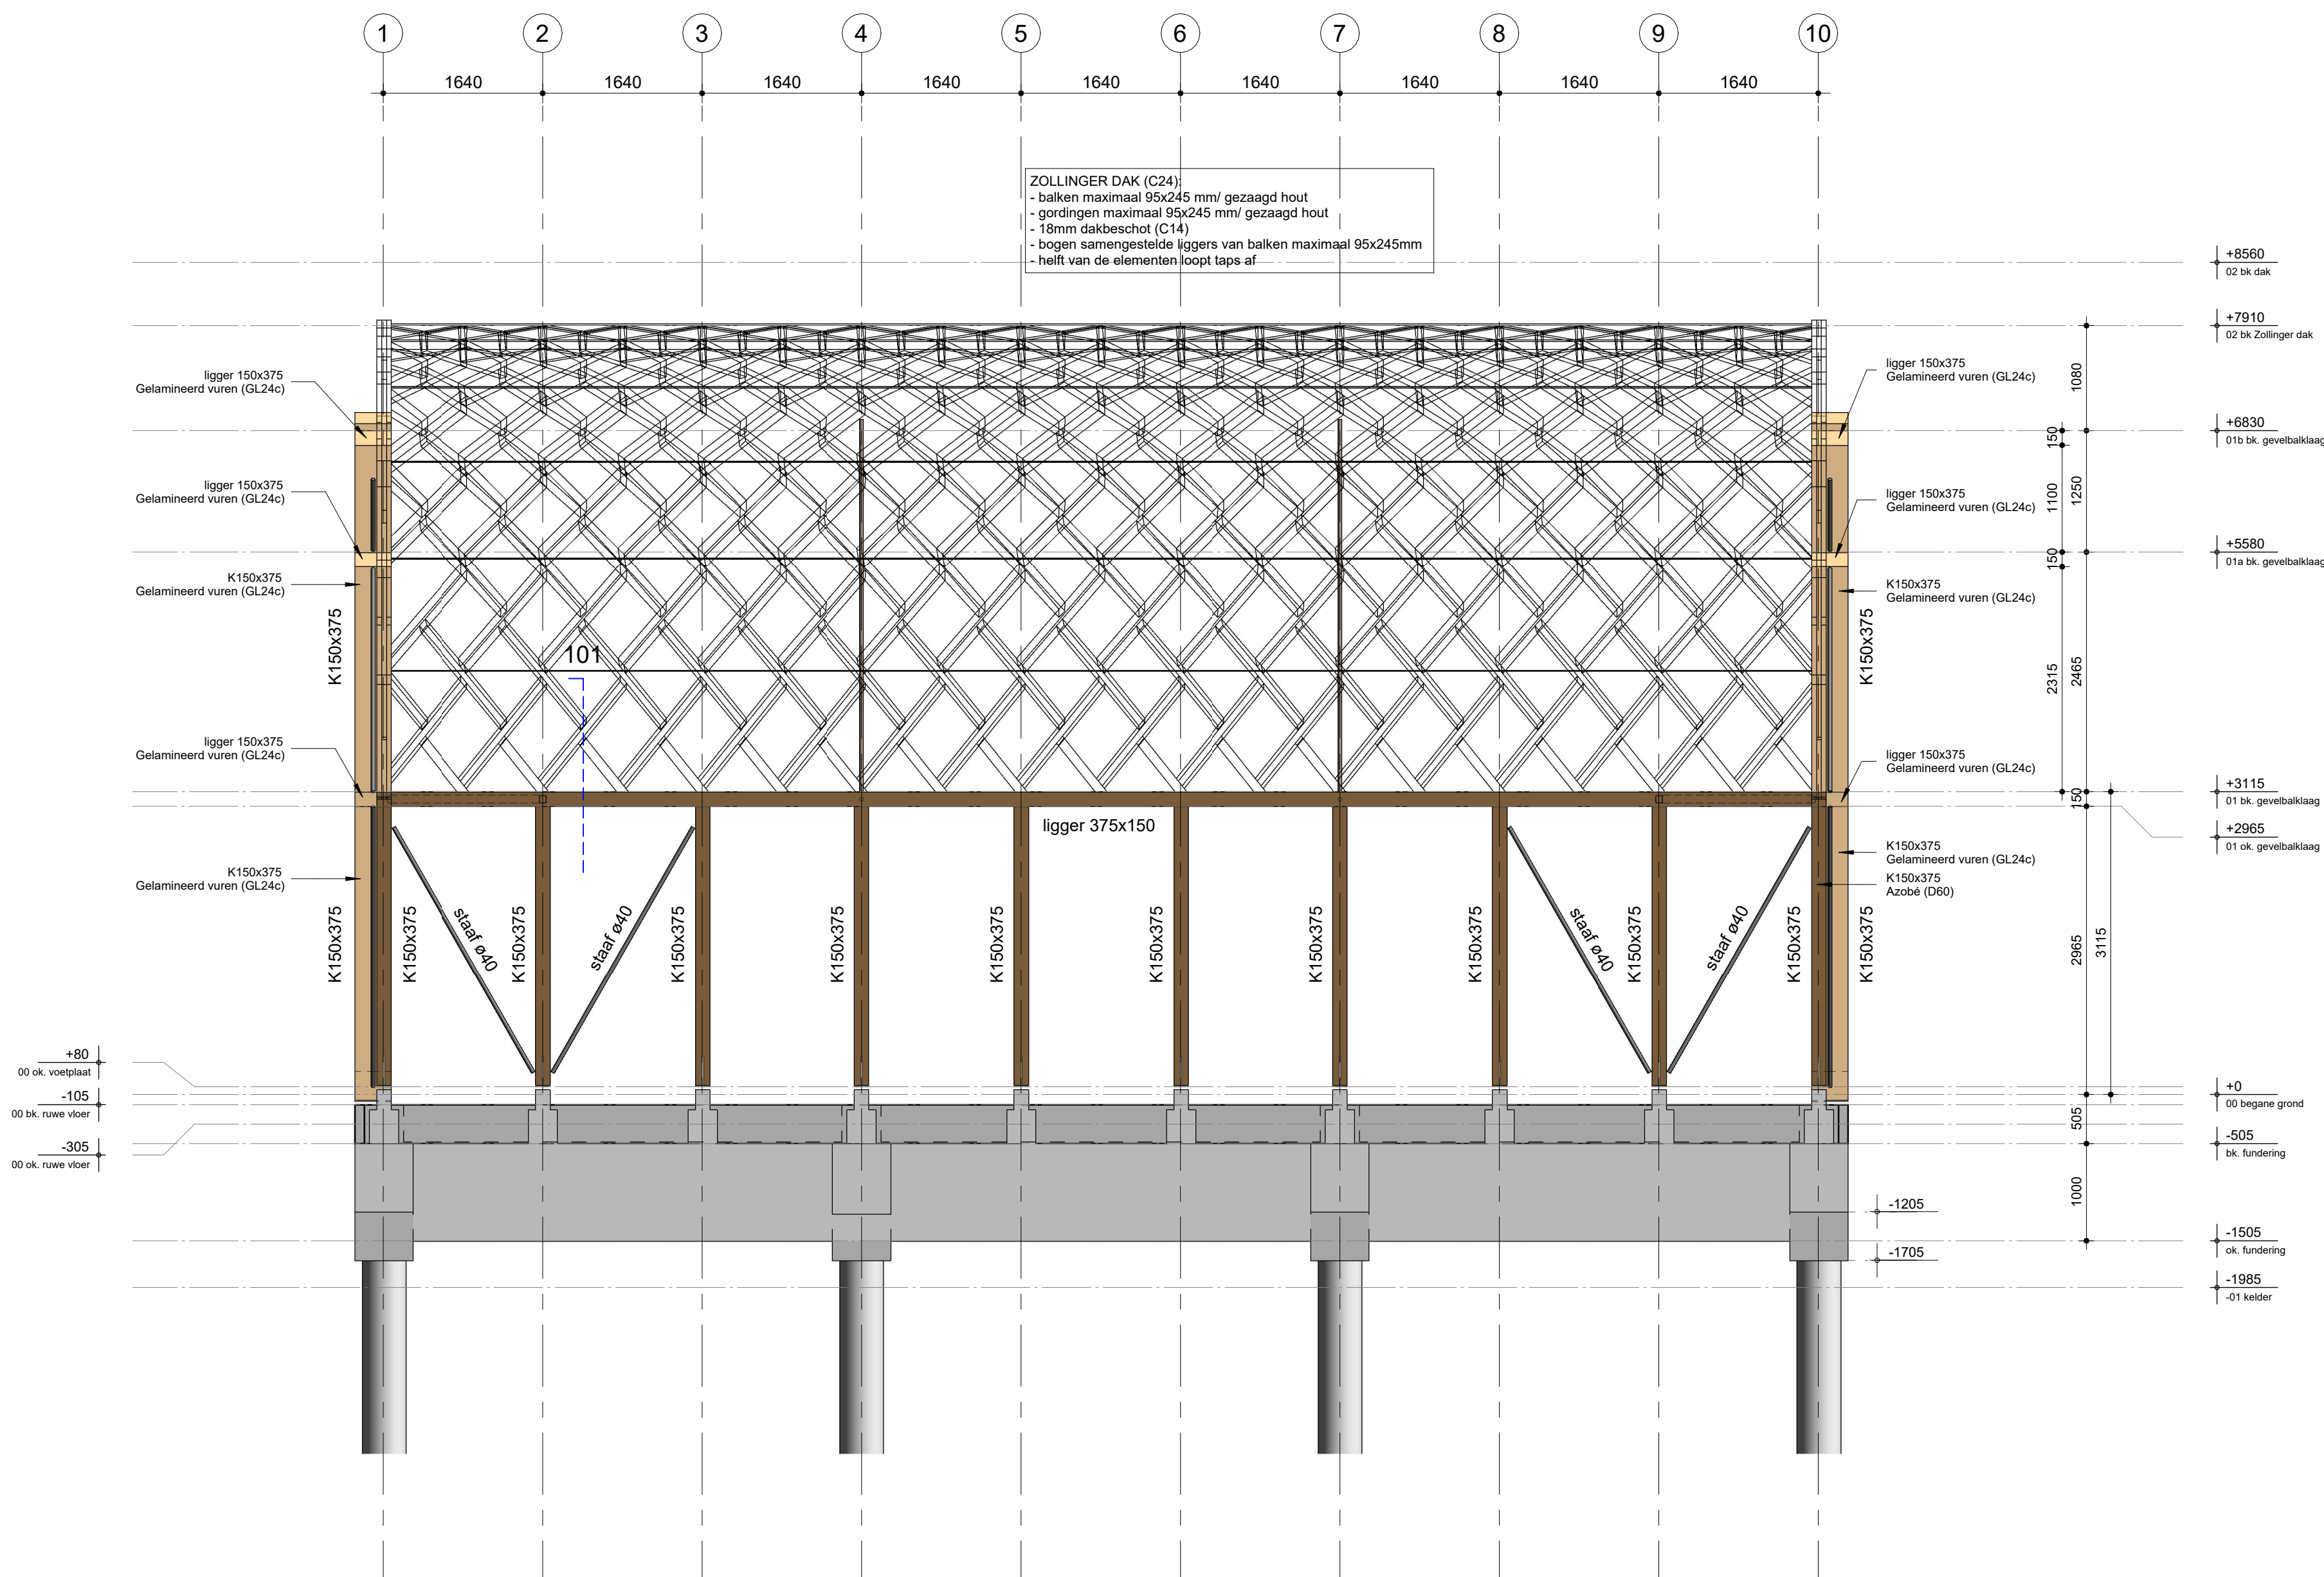 1 2 3 4 5 6 7 8 9 10
1640 1640 1640 1640 1640 1640 1640 1640 1640
ZOLLINGER DAK (C24):
- balken maximaal 95x245 mm/ gezaagd hout
- gordingen maximaal 95x245 mm/ gezaagd hout
- 18mm dakbeschot (C14)
- bogen samengestelde liggers van balken maximaal 95x245mm
- helft van de elementen loopt taps af
ligger 150x375
Gelamineerd vuren (GL24c)
ligger 150x375
Gelamineerd vuren (GL24c)
K150x375
Gelamineerd vuren (GL24c)
K150x375
ligger 150x375
Gelamineerd vuren (GL24c)
K150x375
Gelamineerd vuren (GL24c)
K150x375
+80
00 ok. voetplaat
-105
00 bk. ruwe vloer
-305
00 ok. ruwe vloer
101
ligger 375x150
K150x375
staaf ø40
K150x375
staaf ø40
K150x375
K150x375
K150x375
K150x375
K150x375
K150x375
staaf ø40
K150x375
staaf ø40
K150x375
K150x375
ligger 150x375
Gelamineerd vuren (GL24c)
ligger 150x375
Gelamineerd vuren (GL24c)
K150x375
Gelamineerd vuren (GL24c)
K150x375
ligger 150x375
Gelamineerd vuren (GL24c)
K150x375
Gelamineerd vuren (GL24c)
K150x375
Azobé (D60)
150
1100
150
2315
1080
1250
2465
150
2965
3115
505
1000
+8560
02 bk dak
+7910
02 bk Zollinger dak
+6830
01b bk. gevelbalklaag
+5580
01a bk. gevelbalklaag
+3115
01 bk. gevelbalklaag
+2965
01 ok. gevelbalklaag
+0
00 begane grond
-505
bk. fundering
-1205
-1505
ok. fundering
-1705
-1985
-01 kelder